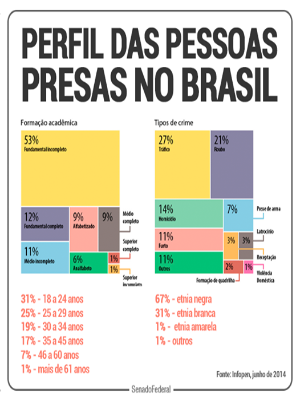 PERFIL DAS PESSOAS
PRESAS NO BRASIL
Formação acadêmica
53%
Fundamental incompleto
12%
Fundamental completo
9%
Alfabetizado
9%
Médio
completo
11%
Médio incompleto
6%
Analfabeto
1%
Superior
completo
1%
Superior
incompleto
Tipos de crime
27%
Tráfico
21%
Roubo
14%
Homicídio
7%
Posse de arma
11%
Furto
3%
Latrocínio
3%
Receptação
11%
Outros
2%
Formação de quadrilha
1%
Violência
Doméstica
31% - 18 a 24 anos
25% - 25 a 29 anos
19% - 30 a 34 anos
17% - 35 a 45 anos
7% - 46 a 60 anos
1% - mais de 61 anos
67% - etnia negra
31% - etnia branca
1% - etnia amarela
1% - outros
Fonte: Infopen, junho de 2014
SenadoFederal